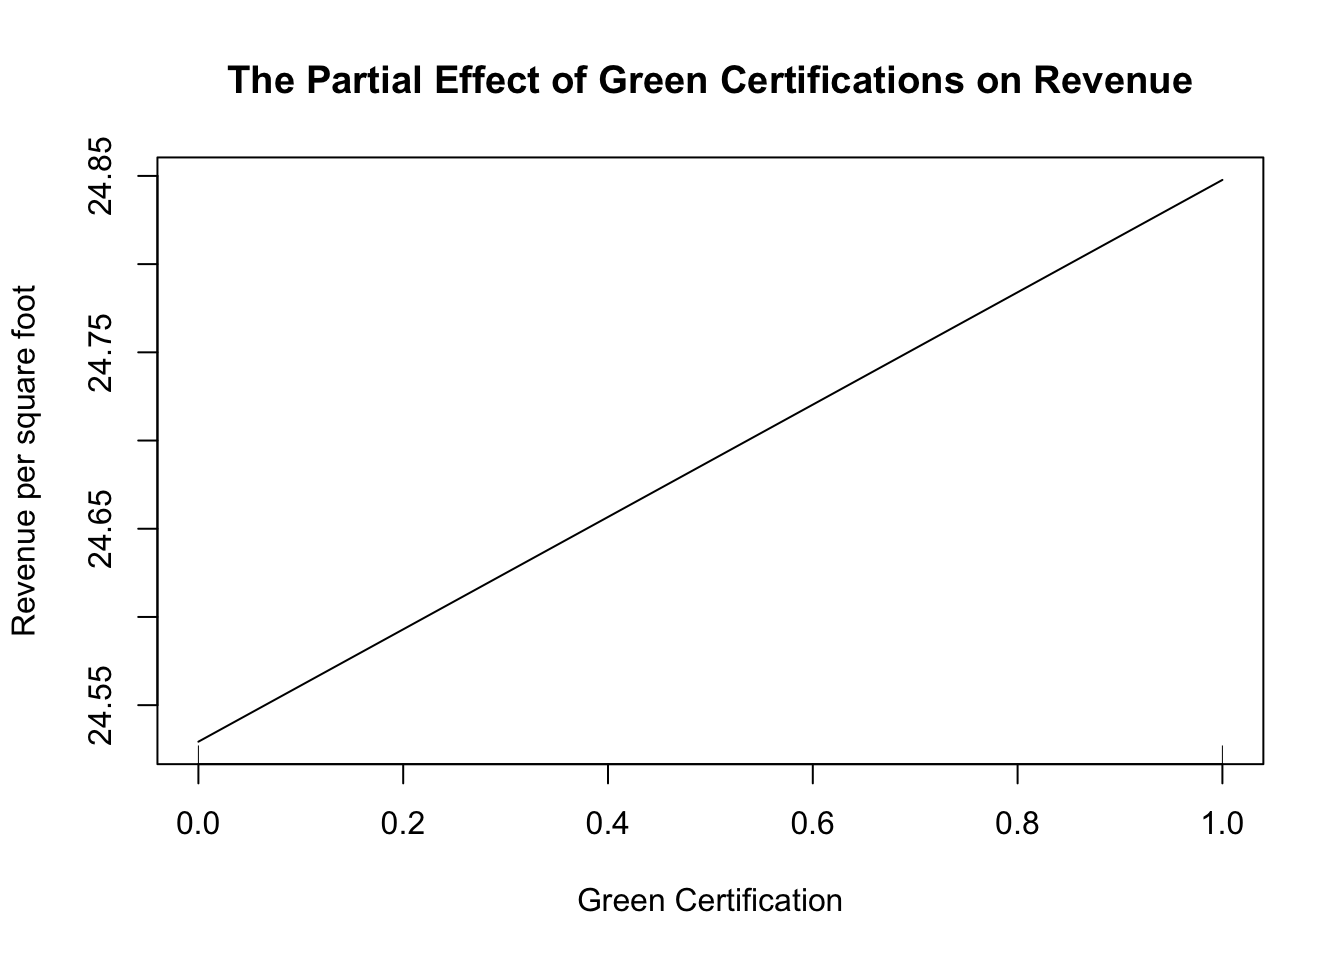 The Partial Effect of Green Certifications on Revenue
Revenue per square foot
24.85
24.75
24.65
24.55
0.0 0.2 0.4 0.6 0.8 1.0
Green Certification